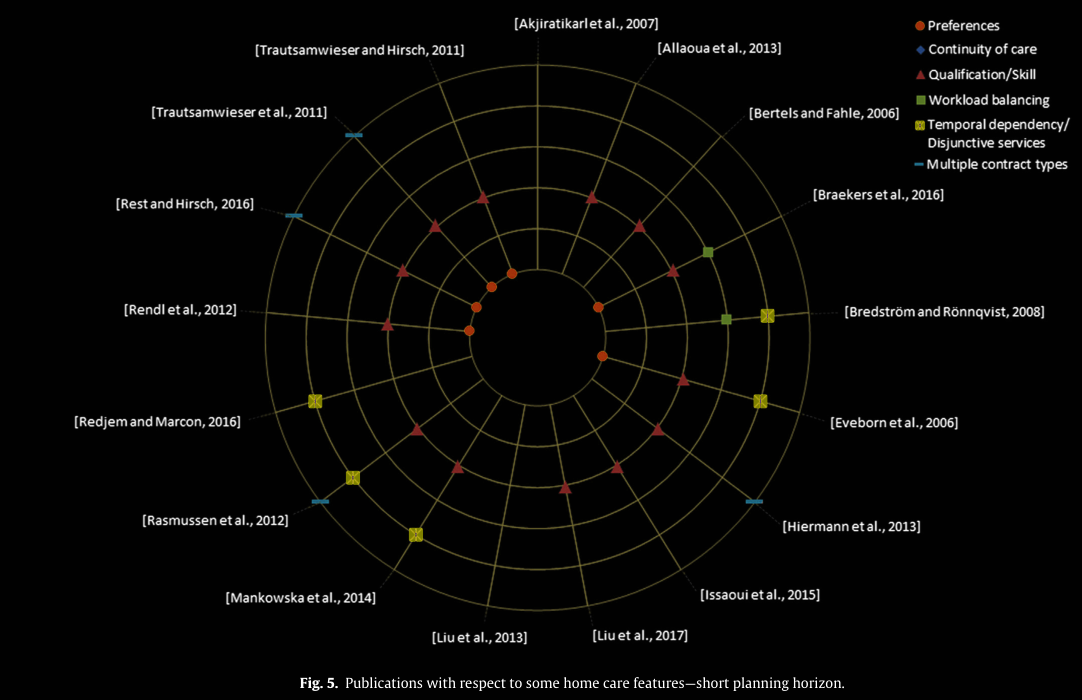 [Akjiratikarl et al., 2007]
[Trautsamwieser and Hirsch, 2011]
[Allaoua et al., 2013]
[Trautsamwieser et al., 2011]
[Bertels and Fahle, 2006]
[Rest and Hirsch, 2016]
[Braekers et al., 2016]
[Rendl et al., 2012]
[Bredström and Rönnqvist, 2008]
[Redjem and Marcon, 2016]
[Eveborn et al., 2006]
[Rasmussen et al., 2012]
[Hiermann et al., 2013]
[Mankowska et al., 2014]
[Issaoui et al., 2015]
[Liu et al., 2013]
[Liu et al., 2017]
Preferences
Continuity of care
Qualification/Skill
Workload balancing
Temporal dependency/
Disjunctive services
Multiple contract types
Fig. 5. Publications with respect to some home care features—short planning horizon.